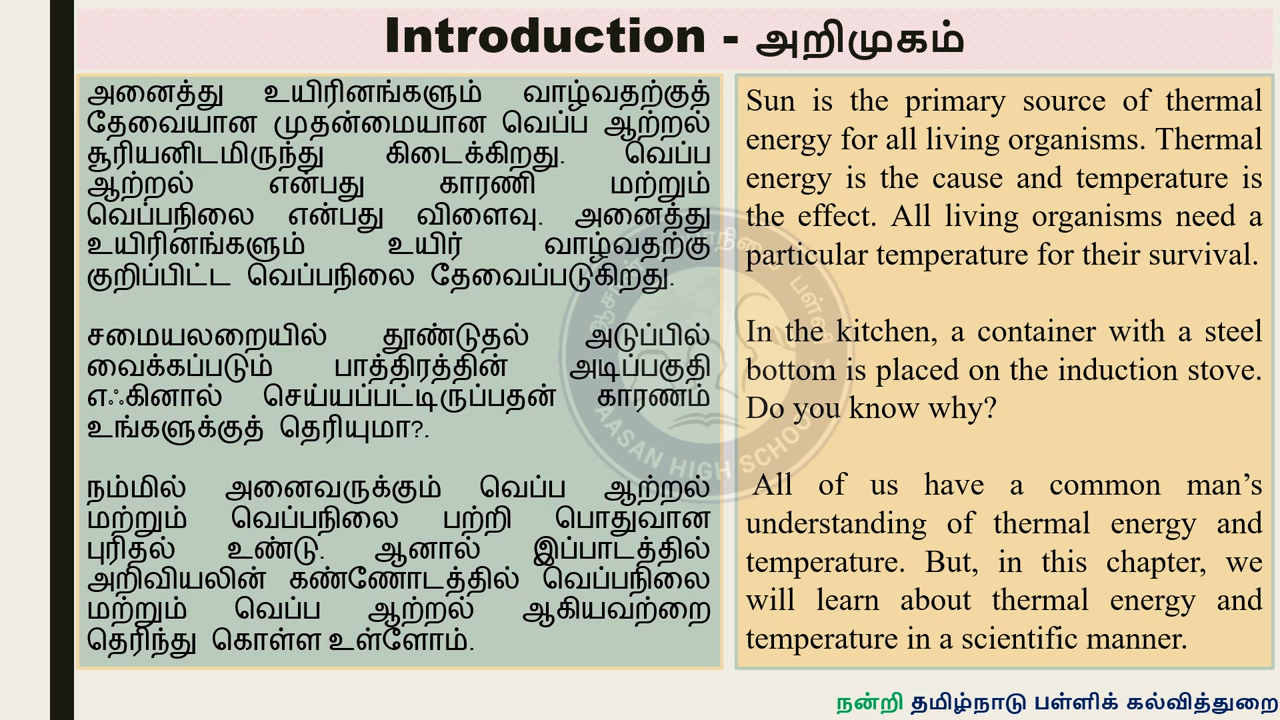 Introduction - அறிமுகம்
அனைத்து உயிரினங்களும் வாழ்வதற்குத்
தேவையான முதன்மையான வெப்ப ஆற்றல்
சூரியனிடமிருந்து கிடைக்கிறது. வெப்ப
ஆற்றல் என்பது காரணி மற்றும்
வெப்பநிலை என்பது விளைவு. அனைத்து
உயிரினங்களும் உயிர் வாழ்வதற்கு
குறிப்பிட்ட வெப்பநிலை தேவைப்படுகிறது.
சமையலறையில் தூண்டுதல் அடுப்பில்
வைக்கப்படும் பாத்திரத்தின் அடிப்பகுதி
எஃகினால் செய்யப்பட்டிருப்பதன் காரணம்
உங்களுக்குத் தெரியுமா?.
நம்மில் அனைவருக்கும் வெப்ப ஆற்றல்
மற்றும் வெப்பநிலை பற்றி பொதுவான
புரிதல் உண்டு. ஆனால் இப்பாடத்தில்
அறிவியலின் கண்ணோடத்தில் வெப்பநிலை
மற்றும் வெப்ப ஆற்றல் ஆகியவற்றை
தெரிந்து கொள்ள உள்ளோம்.
Sun is the primary source of thermal
energy for all living organisms. Thermal
energy is the cause and temperature is
the effect. All living organisms need a
particular temperature for their survival.
In the kitchen, a container with a steel
bottom is placed on the induction stove.
Do you know why?
All of us have a common man’s
understanding of thermal energy and
temperature. But, in this chapter, we
will learn about thermal energy and
temperature in a scientific manner.
AASAN HIGH SCHOOL
நன்றி தமிழ்நாடு பள்ளிக் கல்வித்துறை